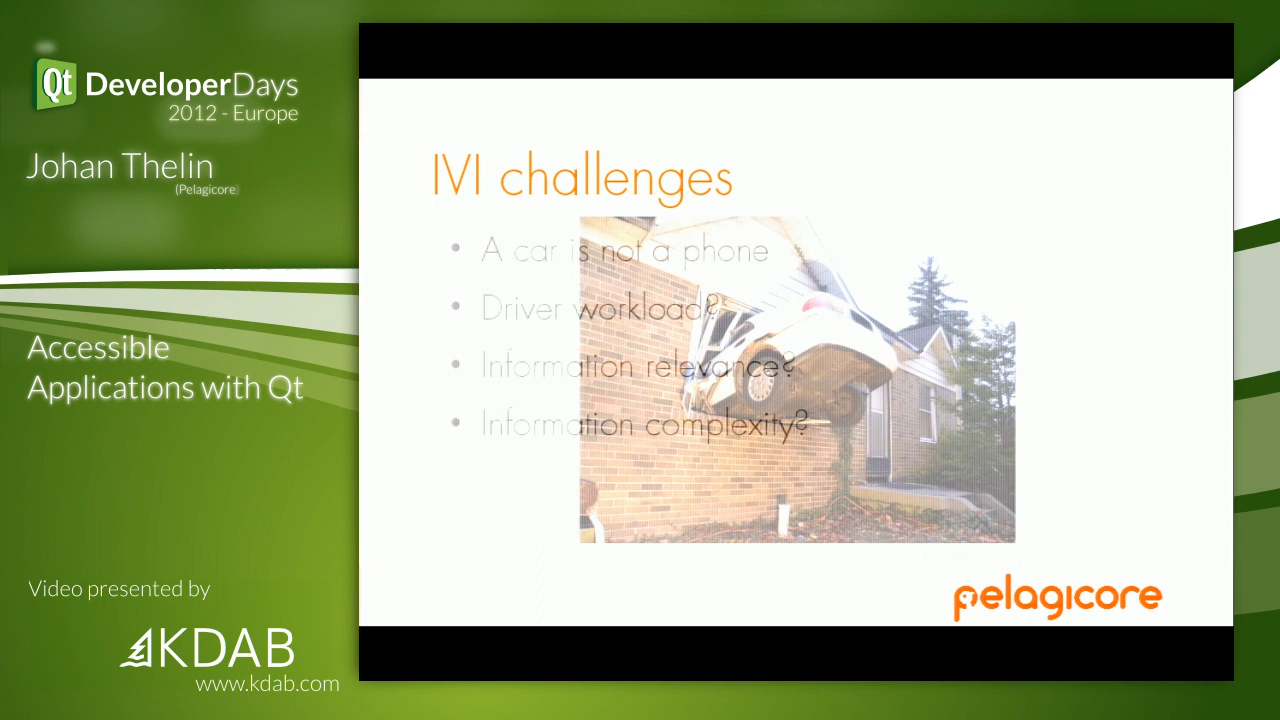 Qt DeveloperDays
2012 - Europe
Johan Thelin
(Pelagicore)
Accessible
Applications with Qt
Video presented by
KDAB
www.kdab.com
IVI challenges
• A car is not a phone
• Driver workload?
• Information relevance?
• Information complexity?
pelagicore